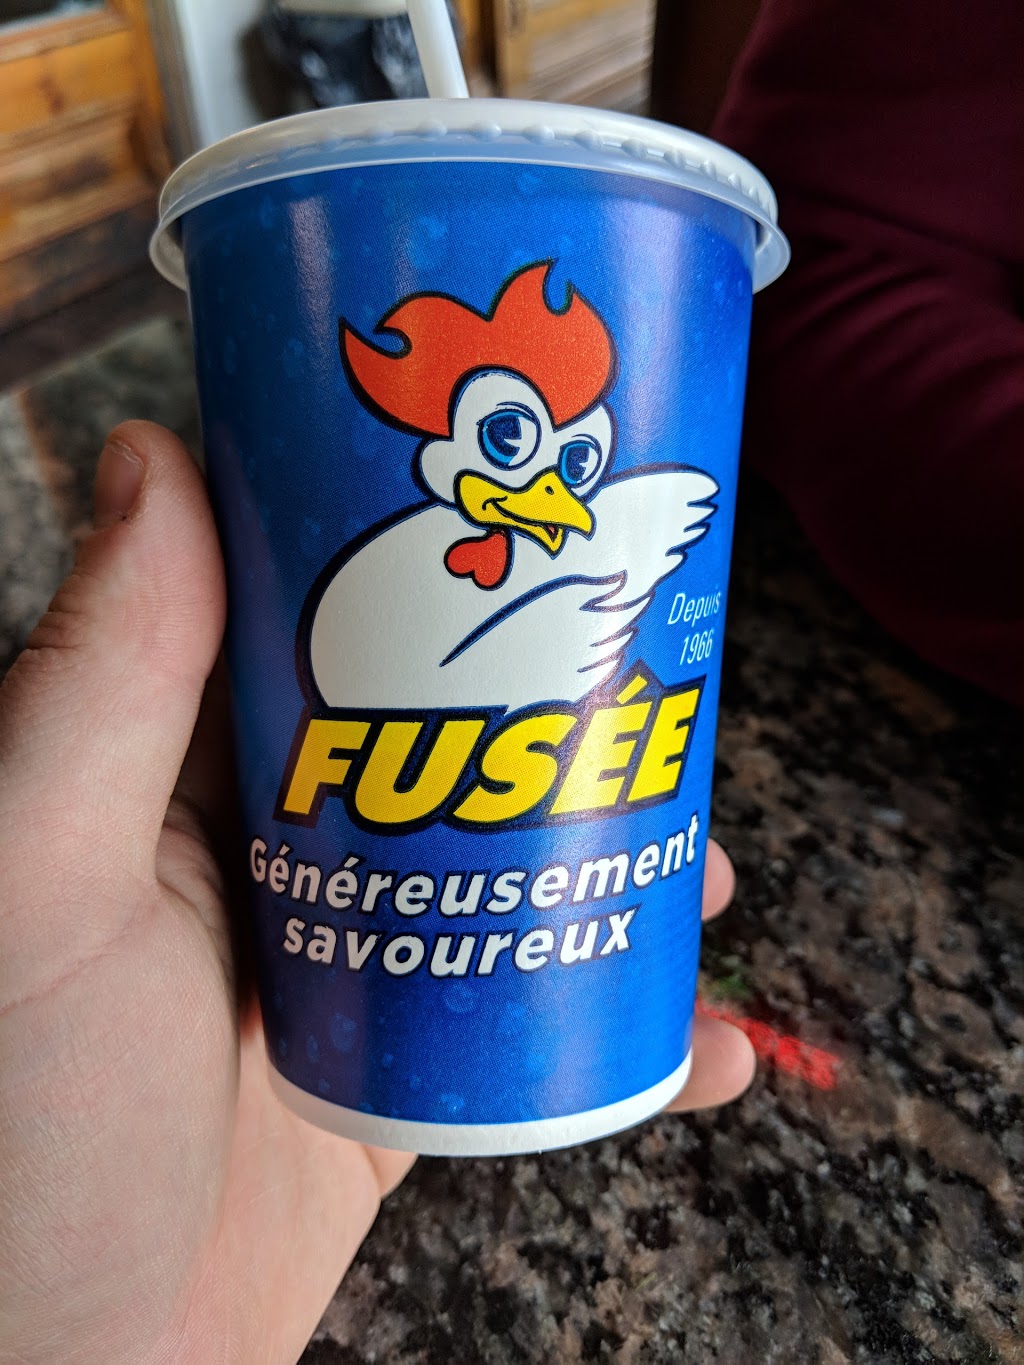 Depuis
1966
FUSÉE
Généreusement
savoureux